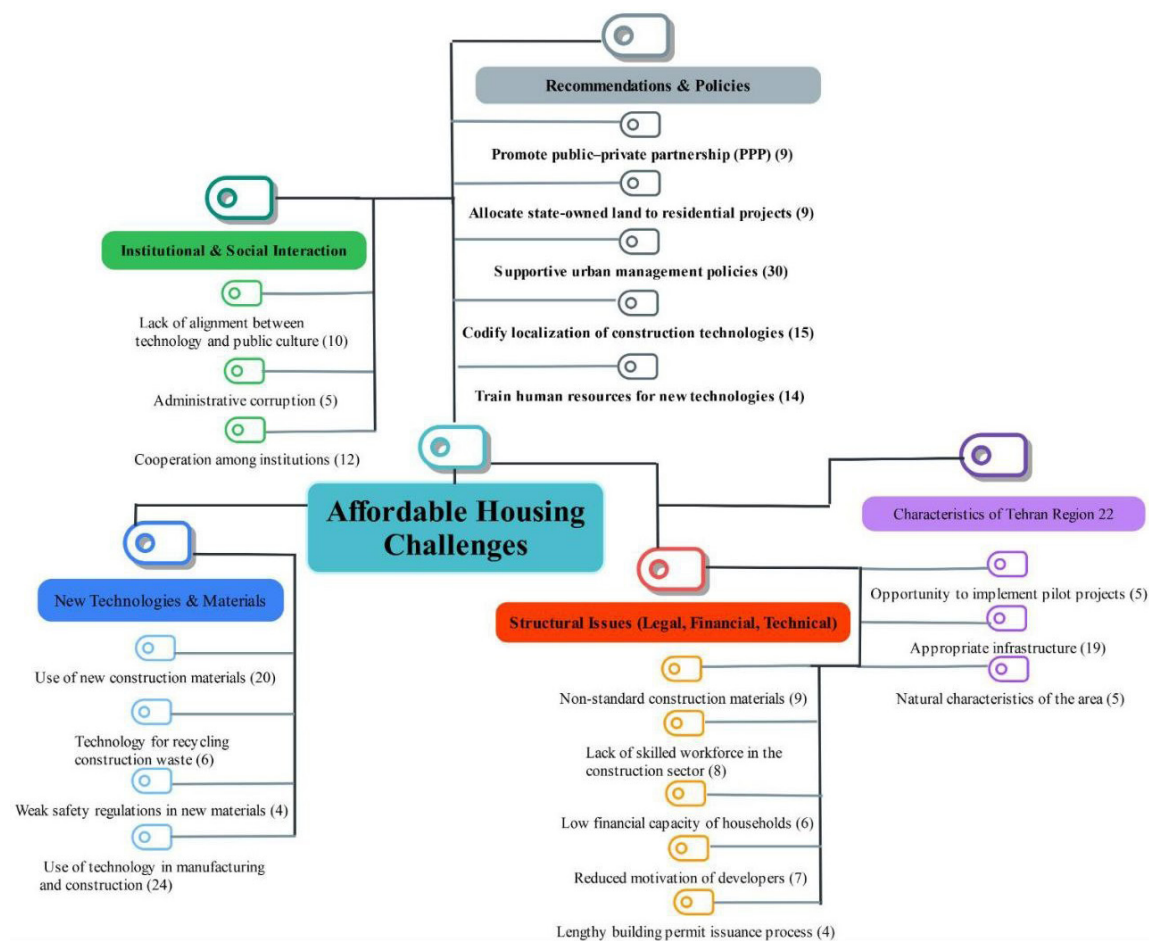 Recommendations & Policies
Promote public–private partnership (PPP) (9)
Allocate state-owned land to residential projects (9)
Supportive urban management policies (30)
Codify localization of construction technologies (15)
Train human resources for new technologies (14)
Institutional & Social Interaction
Lack of alignment between
technology and public culture (10)
Administrative corruption (5)
Cooperation among institutions (12)
Affordable Housing
Challenges
Characteristics of Tehran Region 22
Opportunity to implement pilot projects (5)
Appropriate infrastructure (19)
Natural characteristics of the area (5)
New Technologies & Materials
Use of new construction materials (20)
Technology for recycling
construction waste (6)
Weak safety regulations in new materials (4)
Use of technology in manufacturing
and construction (24)
Structural Issues (Legal, Financial, Technical)
Non-standard construction materials (9)
Lack of skilled workforce in the
construction sector (8)
Low financial capacity of households (6)
Reduced motivation of developers (7)
Lengthy building permit issuance process (4)